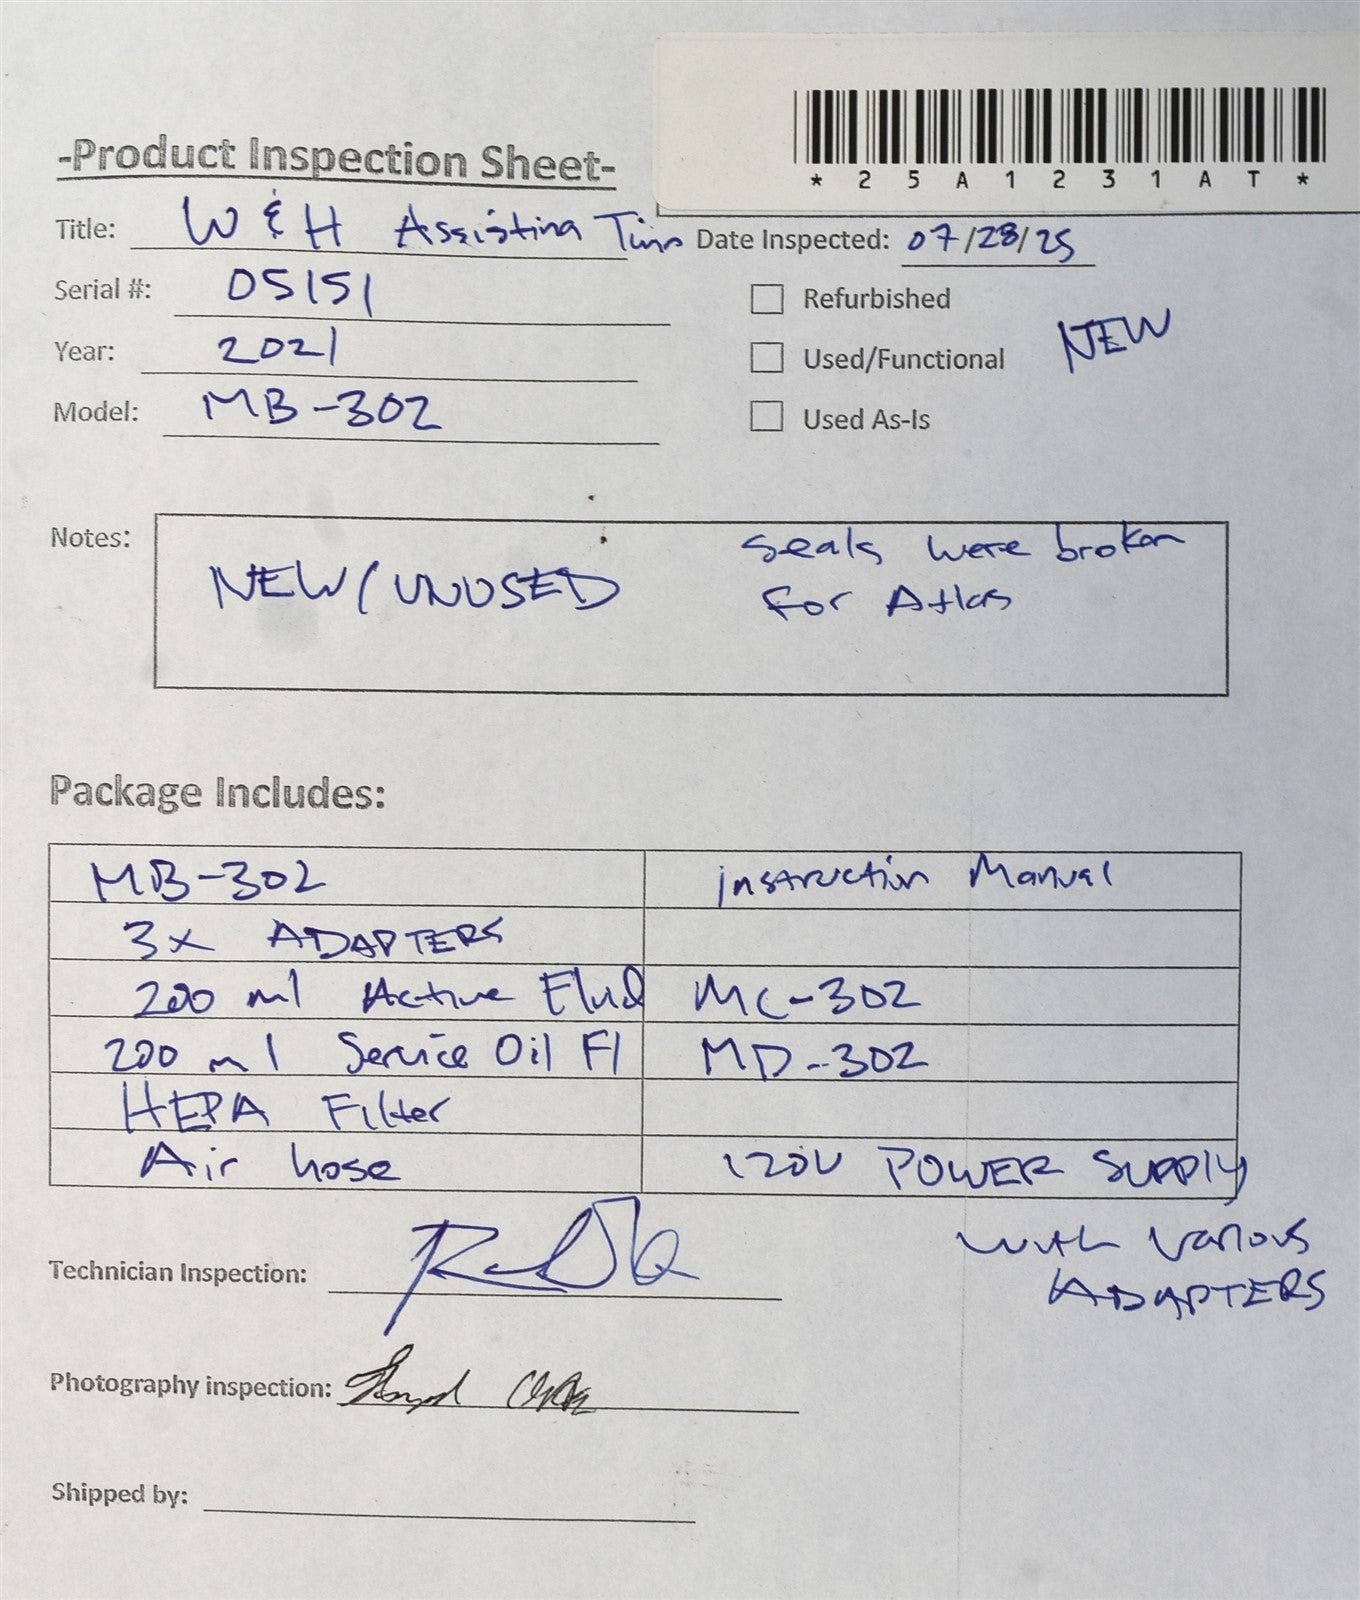 * 2 5 A 1 2 3 1 A T *
-Product Inspection Sheet-
Title: W & H Assistina Twin
Date Inspected: 07/28/25
Serial #: 05151
Refurbished
Year: 2021
Used/Functional
NEW
Model: MB-302
Used As-Is
Notes:
NEW/UNUSED
seals were broken
for Atlas
Package Includes:
MB-302
instruction Manual
3x ADAPTERS
200 ml Active Fluid
MC-302
200 ml Service Oil Fl
MD-302
HEPA Filter
Air hose
120V POWER SUPPLY
with various
ADAPTERS
Technician Inspection:
Photography inspection:
Shipped by: